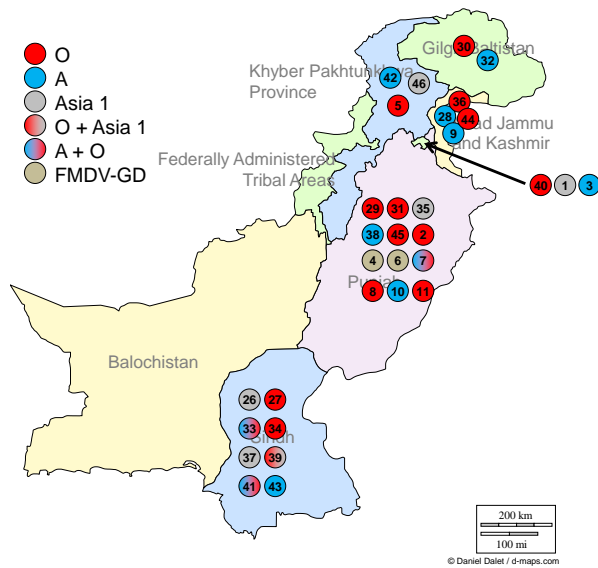 O
A
Asia 1
O + Asia 1
A + O
FMDV-GD
Gilgit Baltistan
30
32
Khyber Pakhtunkhwa
Province
42
46
5
36
28
44
9
Jammu
and Kashmir
Federally Administered
Tribal Areas
40 1 3
29 31 35
38 45 2
4 6 7
Punjab
8 10 11
Balochistan
26 27
33 34
Sindh
37 39
41 43
200 km
100 mi
© Daniel Dalet / d-maps.com